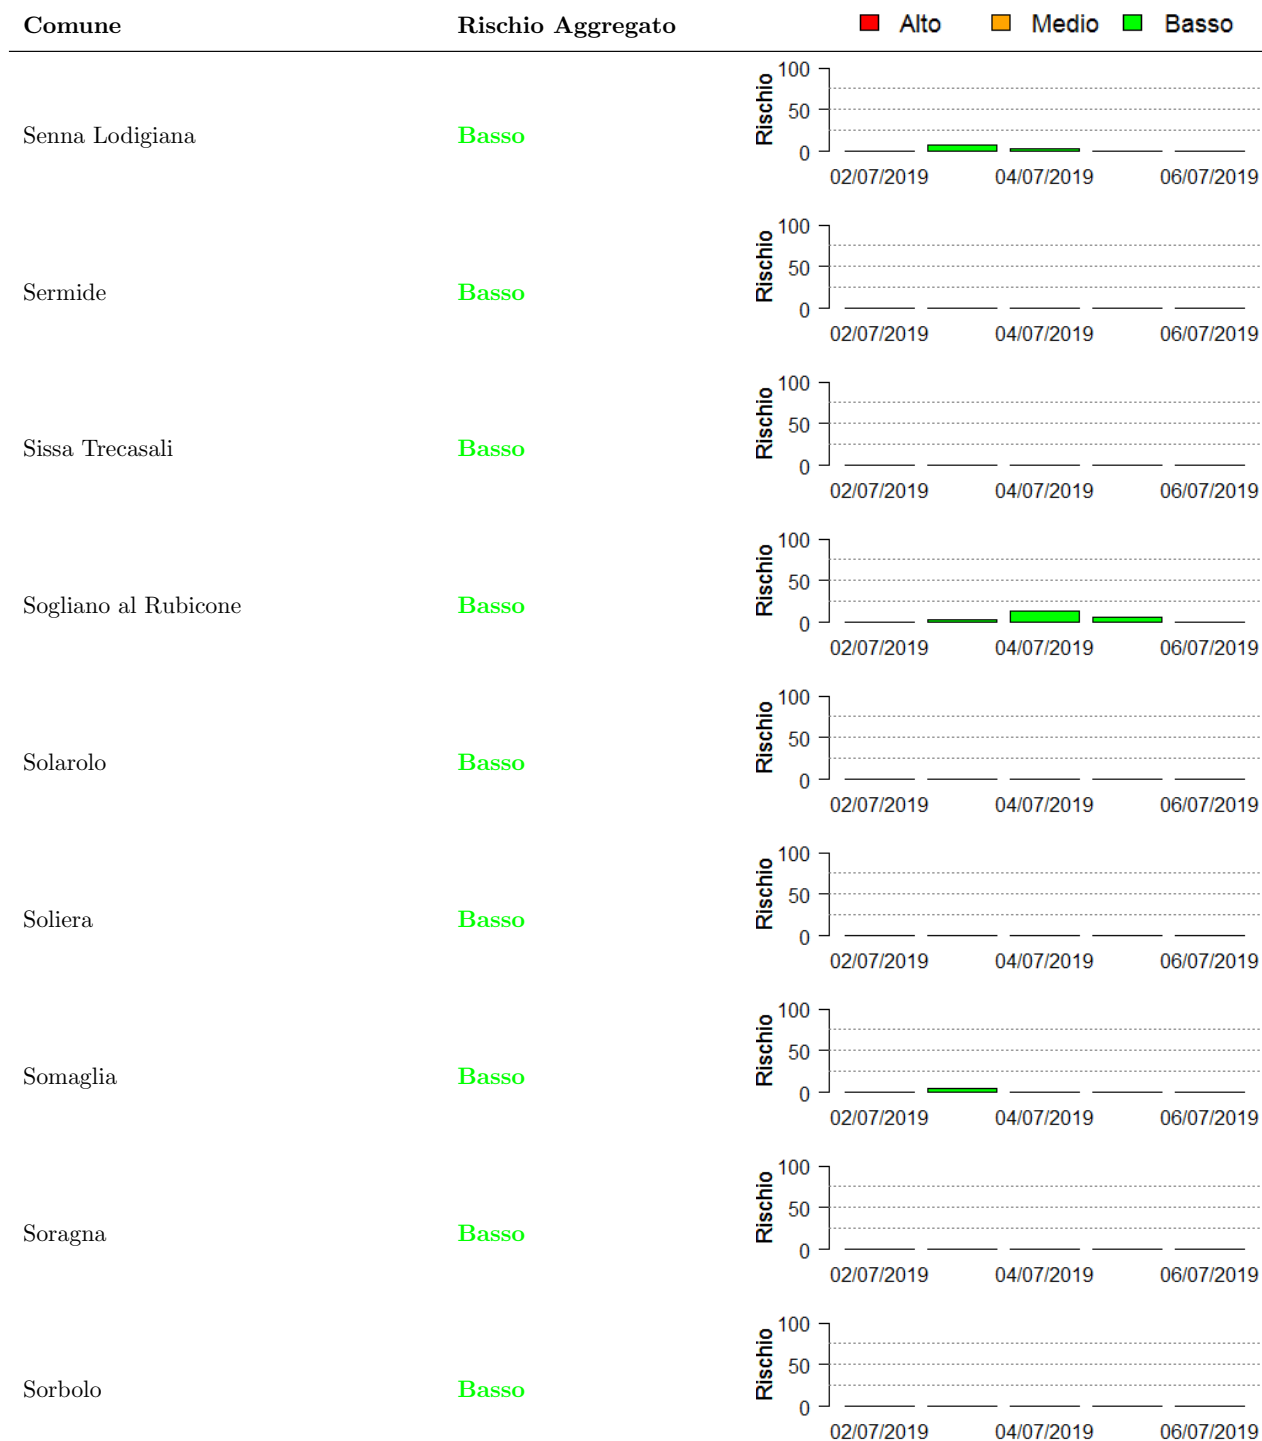 Comune Rischio Aggregato Alto Medio Basso
100
50
0
Rischio
Senna Lodigiana Basso
02/07/2019 04/07/2019 06/07/2019
100
50
0
Rischio
Sermide Basso
02/07/2019 04/07/2019 06/07/2019
100
50
0
Rischio
Sissa Trecasali Basso
02/07/2019 04/07/2019 06/07/2019
100
50
0
Rischio
Sogliano al Rubicone Basso
02/07/2019 04/07/2019 06/07/2019
100
50
0
Rischio
Solarolo Basso
02/07/2019 04/07/2019 06/07/2019
100
50
0
Rischio
Soliera Basso
02/07/2019 04/07/2019 06/07/2019
100
50
0
Rischio
Somaglia Basso
02/07/2019 04/07/2019 06/07/2019
100
50
0
Rischio
Soragna Basso
02/07/2019 04/07/2019 06/07/2019
100
50
0
Rischio
Sorbolo Basso
02/07/2019 04/07/2019 06/07/2019